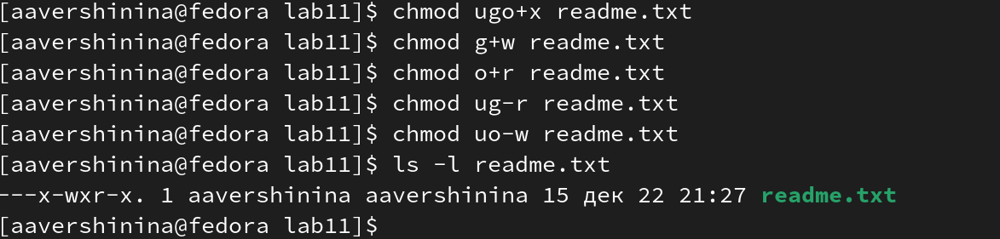 [aavershinina@fedora lab11]$ chmod ugo+x readme.txt
[aavershinina@fedora lab11]$ chmod g+w readme.txt
[aavershinina@fedora lab11]$ chmod o+r readme.txt
[aavershinina@fedora lab11]$ chmod ug-r readme.txt
[aavershinina@fedora lab11]$ chmod uo-w readme.txt
[aavershinina@fedora lab11]$ ls -l readme.txt
---x-wxr-x. 1 aavershinina aavershinina 15 дек 22 21:27 readme.txt
[aavershinina@fedora lab11]$